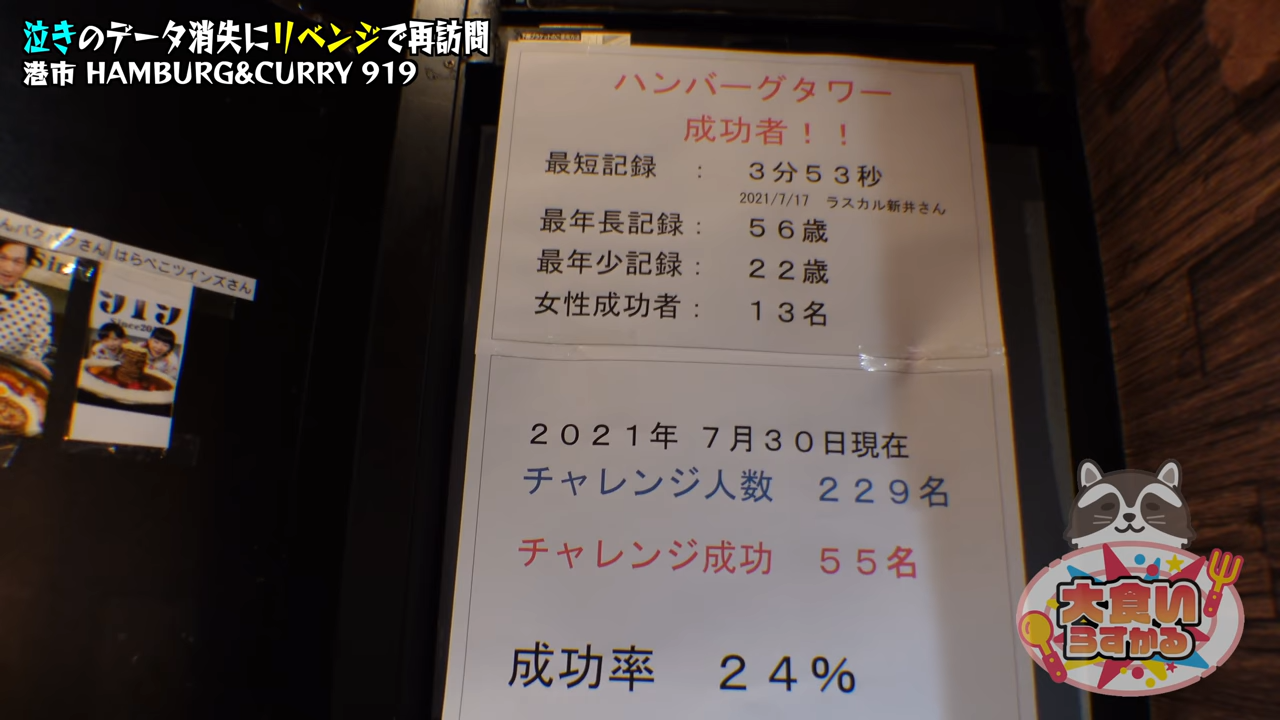 泣きのデータ消失にリベンジで再訪問
港市 HAMBURG&CURRY 919
ハンバーグタワー
成功者！！
最短記録 ： 3分53秒
2021/7/17 ラスカル新井さん
最年長記録： 56歳
最年少記録： 22歳
女性成功者： 13名
はらぺこツインズさん
919
Since20
2021年 7月30日現在
チャレンジ人数 229名
チャレンジ成功 55名
成功率 24%
大食い
らすかる